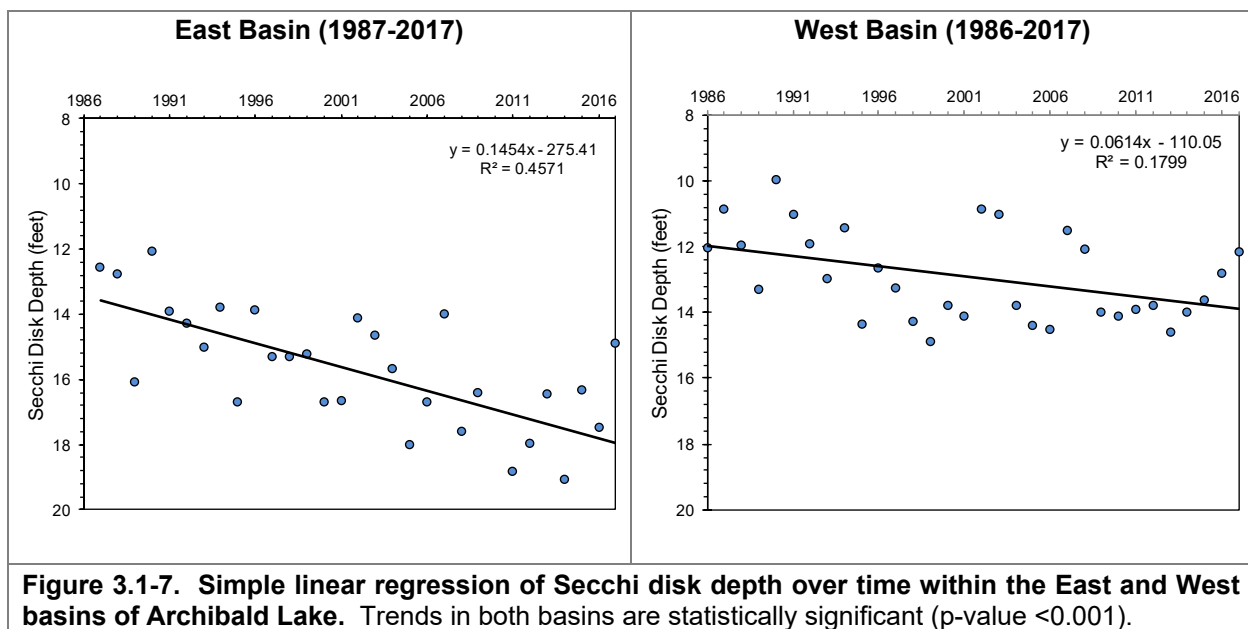 East Basin (1987-2017)
1986 1991 1996 2001 2006 2011 2016
8
10
12
14
16
18
20
Secchi Disk Depth (feet)
y = 0.1454x - 275.41
R² = 0.4571
West Basin (1986-2017)
1986 1991 1996 2001 2006 2011 2016
8
10
12
14
16
18
20
Secchi Disk Depth (feet)
y = 0.0614x - 110.05
R² = 0.1799
Figure 3.1-7. Simple linear regression of Secchi disk depth over time within the East and West
basins of Archibald Lake. Trends in both basins are statistically significant (p-value <0.001).